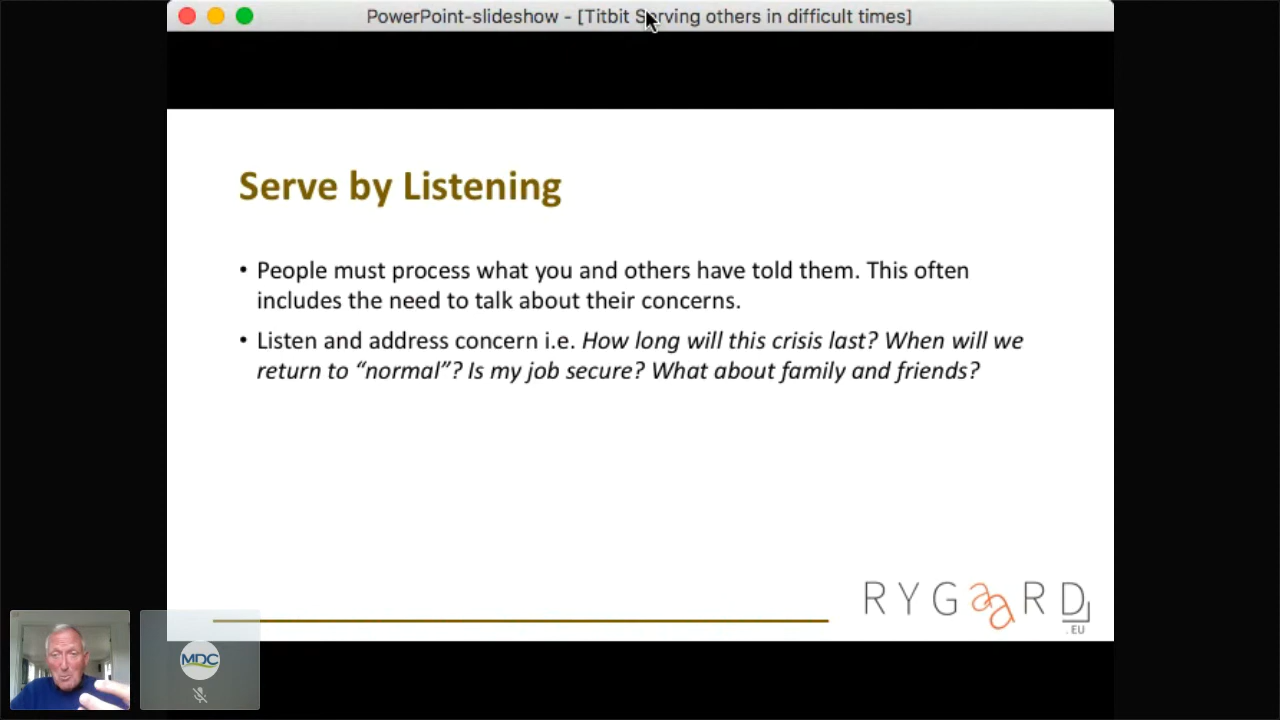 PowerPoint-slideshow - [Titbit Serving others in difficult times]
Serve by Listening
• People must process what you and others have told them. This often
includes the need to talk about their concerns.
• Listen and address concern i.e. How long will this crisis last? When will we
return to “normal”? Is my job secure? What about family and friends?
RYGaaRD
.EU
MDC